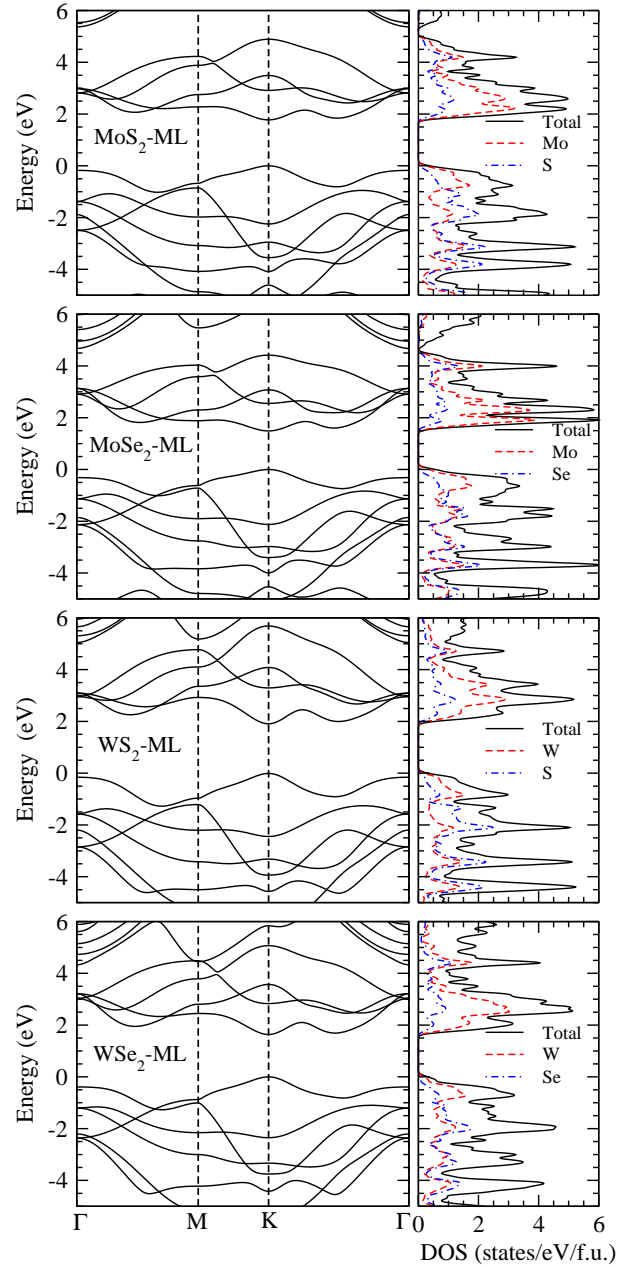 6
4
2
0
-2
-4
Energy (eV)
MoS2-ML
Total
Mo
S
6
4
2
0
-2
-4
Energy (eV)
MoSe2-ML
Total
Mo
Se
6
4
2
0
-2
-4
Energy (eV)
WS2-ML
Total
W
S
6
4
2
0
-2
-4
Energy (eV)
WSe2-ML
Total
W
Se
Γ M K Γ
0 2 4 6
DOS (states/eV/f.u.)